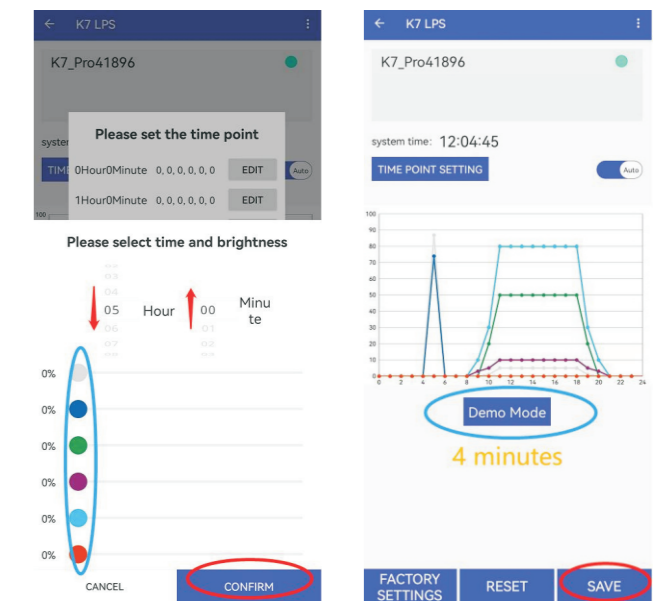 K7 LPS
K7_Pro41896
Please set the time point
0Hour0Minute 0, 0, 0, 0, 0, 0 EDIT
Auto
1Hour0Minute 0, 0, 0, 0, 0, 0 EDIT
100
Please select time and brightness
03
04
05 Hour 00 Minu
te
06 01
07 02
0%
0%
0%
0%
0%
0%
CANCEL CONFIRM
K7 LPS
K7_Pro41896
system time: 12:04:45
TIME POINT SETTING Auto
100
90
80
70
60
50
40
30
20
10
0
0 2 4 6 8 10 12 14 16 18 20 22 24
Demo Mode
4 minutes
FACTORY
SETTINGS
RESET
SAVE